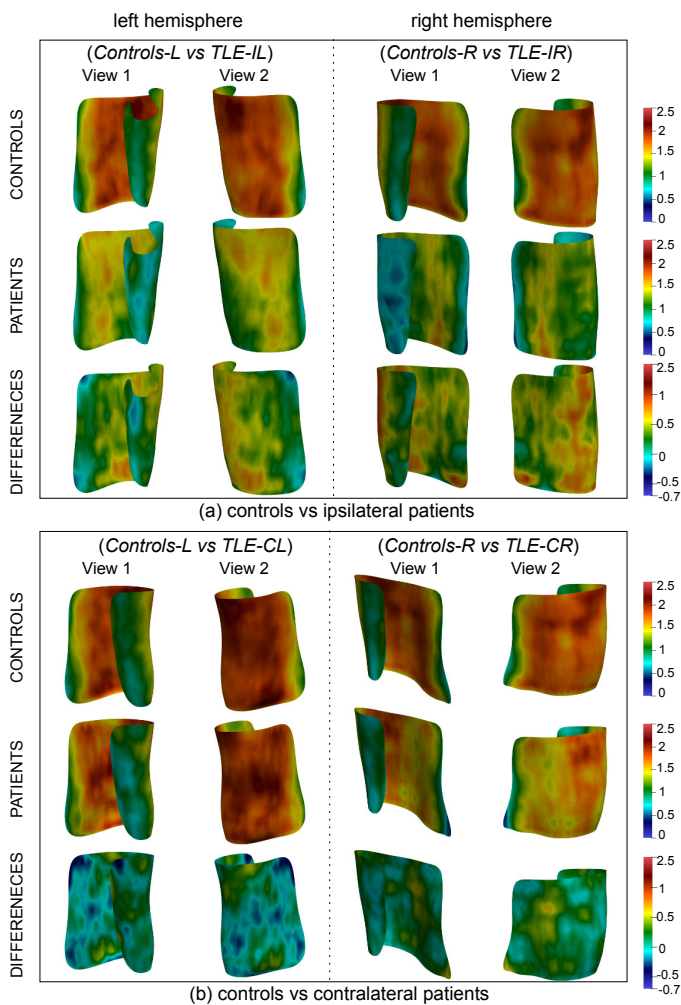 left hemisphere right hemisphere
(Controls-L vs TLE-IL) (Controls-R vs TLE-IR)
View 1 View 2 View 1 View 2
CONTROLS
2.5
2
1.5
1
0.5
0
PATIENTS
2.5
2
1.5
1
0.5
0
DIFFERENECES
2.5
2
1.5
1
0.5
0
-0.7
(a) controls vs ipsilateral patients
(Controls-L vs TLE-CL) (Controls-R vs TLE-CR)
View 1 View 2 View 1 View 2
CONTROLS
2.5
2
1.5
1
0.5
0
PATIENTS
2.5
2
1.5
1
0.5
0
DIFFERENECES
2.5
2
1.5
1
0.5
0
-0.7
(b) controls vs contralateral patients